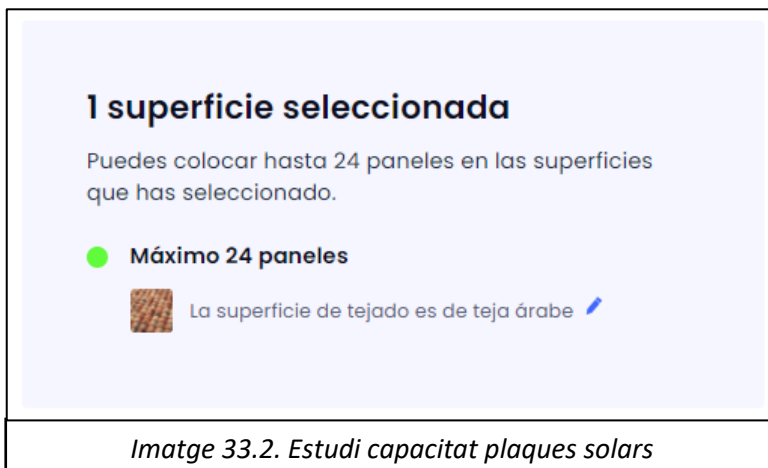 1 superficie seleccionada
Puedes colocar hasta 24 paneles en las superficies
que has seleccionado.
Máximo 24 paneles
La superficie de tejado es de teja árabe
Imatge 33.2. Estudi capacitat plaques solars